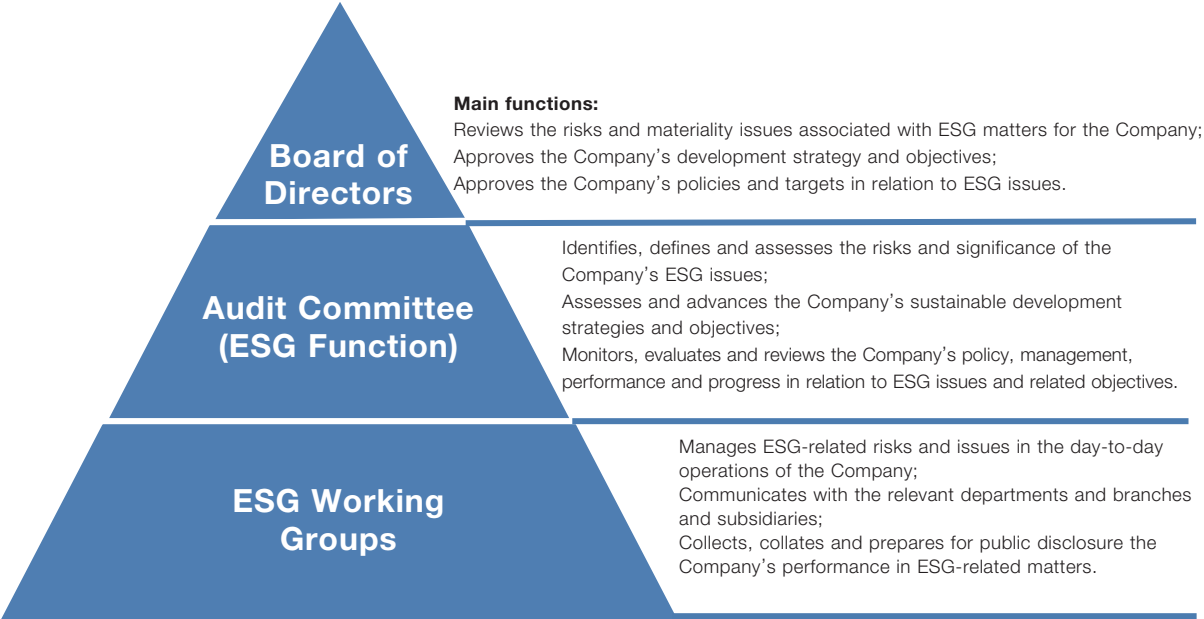 Main functions:
Reviews the risks and materiality issues associated with ESG matters for the Company;
Approves the Company’s development strategy and objectives;
Approves the Company’s policies and targets in relation to ESG issues.
Board of
Directors
Identifies, defines and assesses the risks and significance of the
Company’s ESG issues;
Assesses and advances the Company’s sustainable development
strategies and objectives;
Monitors, evaluates and reviews the Company’s policy, management,
performance and progress in relation to ESG issues and related objectives.
Audit Committee
(ESG Function)
Manages ESG-related risks and issues in the day-to-day
operations of the Company;
Communicates with the relevant departments and branches
and subsidiaries;
Collects, collates and prepares for public disclosure the
Company’s performance in ESG-related matters.
ESG Working
Groups